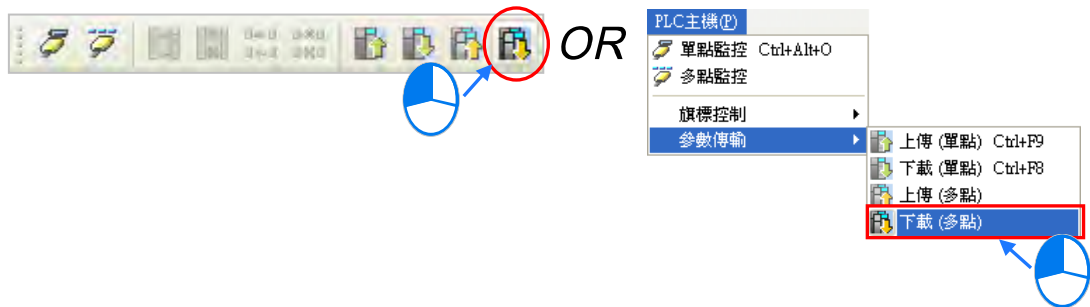 OR
PLC主機(P)
單點監控 Ctrl+Alt+O
多點監控
旗標控制
參數傳輸
上傳 (單點) Ctrl+F9
下載 (單點) Ctrl+F8
上傳 (多點)
下載 (多點)